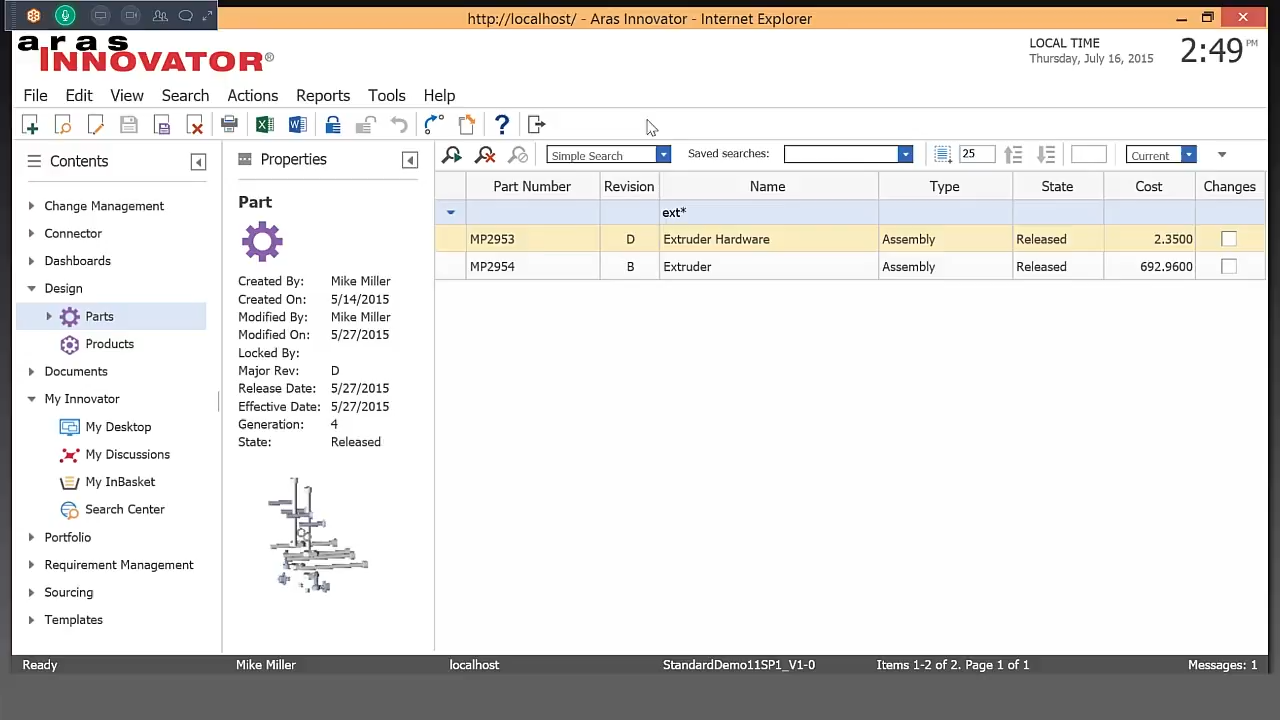 http://localhost/ - Aras Innovator - Internet Explorer
aras
INNOVATOR®
LOCAL TIME
Thursday, July 16, 2015
2:49 PM
File Edit View Search Actions Reports Tools Help
Contents
Change Management
Connector
Dashboards
Design
Parts
Products
Documents
My Innovator
My Desktop
My Discussions
My InBasket
Search Center
Portfolio
Requirement Management
Sourcing
Templates
Properties
Part
Created By: Mike Miller
Created On: 5/14/2015
Modified By: Mike Miller
Modified On: 5/27/2015
Locked By:
Major Rev: D
Release Date: 5/27/2015
Effective Date: 5/27/2015
Generation: 4
State: Released
Simple Search Saved searches: 25 Current
Part Number Revision Name Type State Cost Changes
ext*
MP2953 D Extruder Hardware Assembly Released 2.3500
MP2954 B Extruder Assembly Released 692.9600
Ready Mike Miller localhost StandardDemo11SP1_V1-0 Items 1-2 of 2. Page 1 of 1 Messages: 1